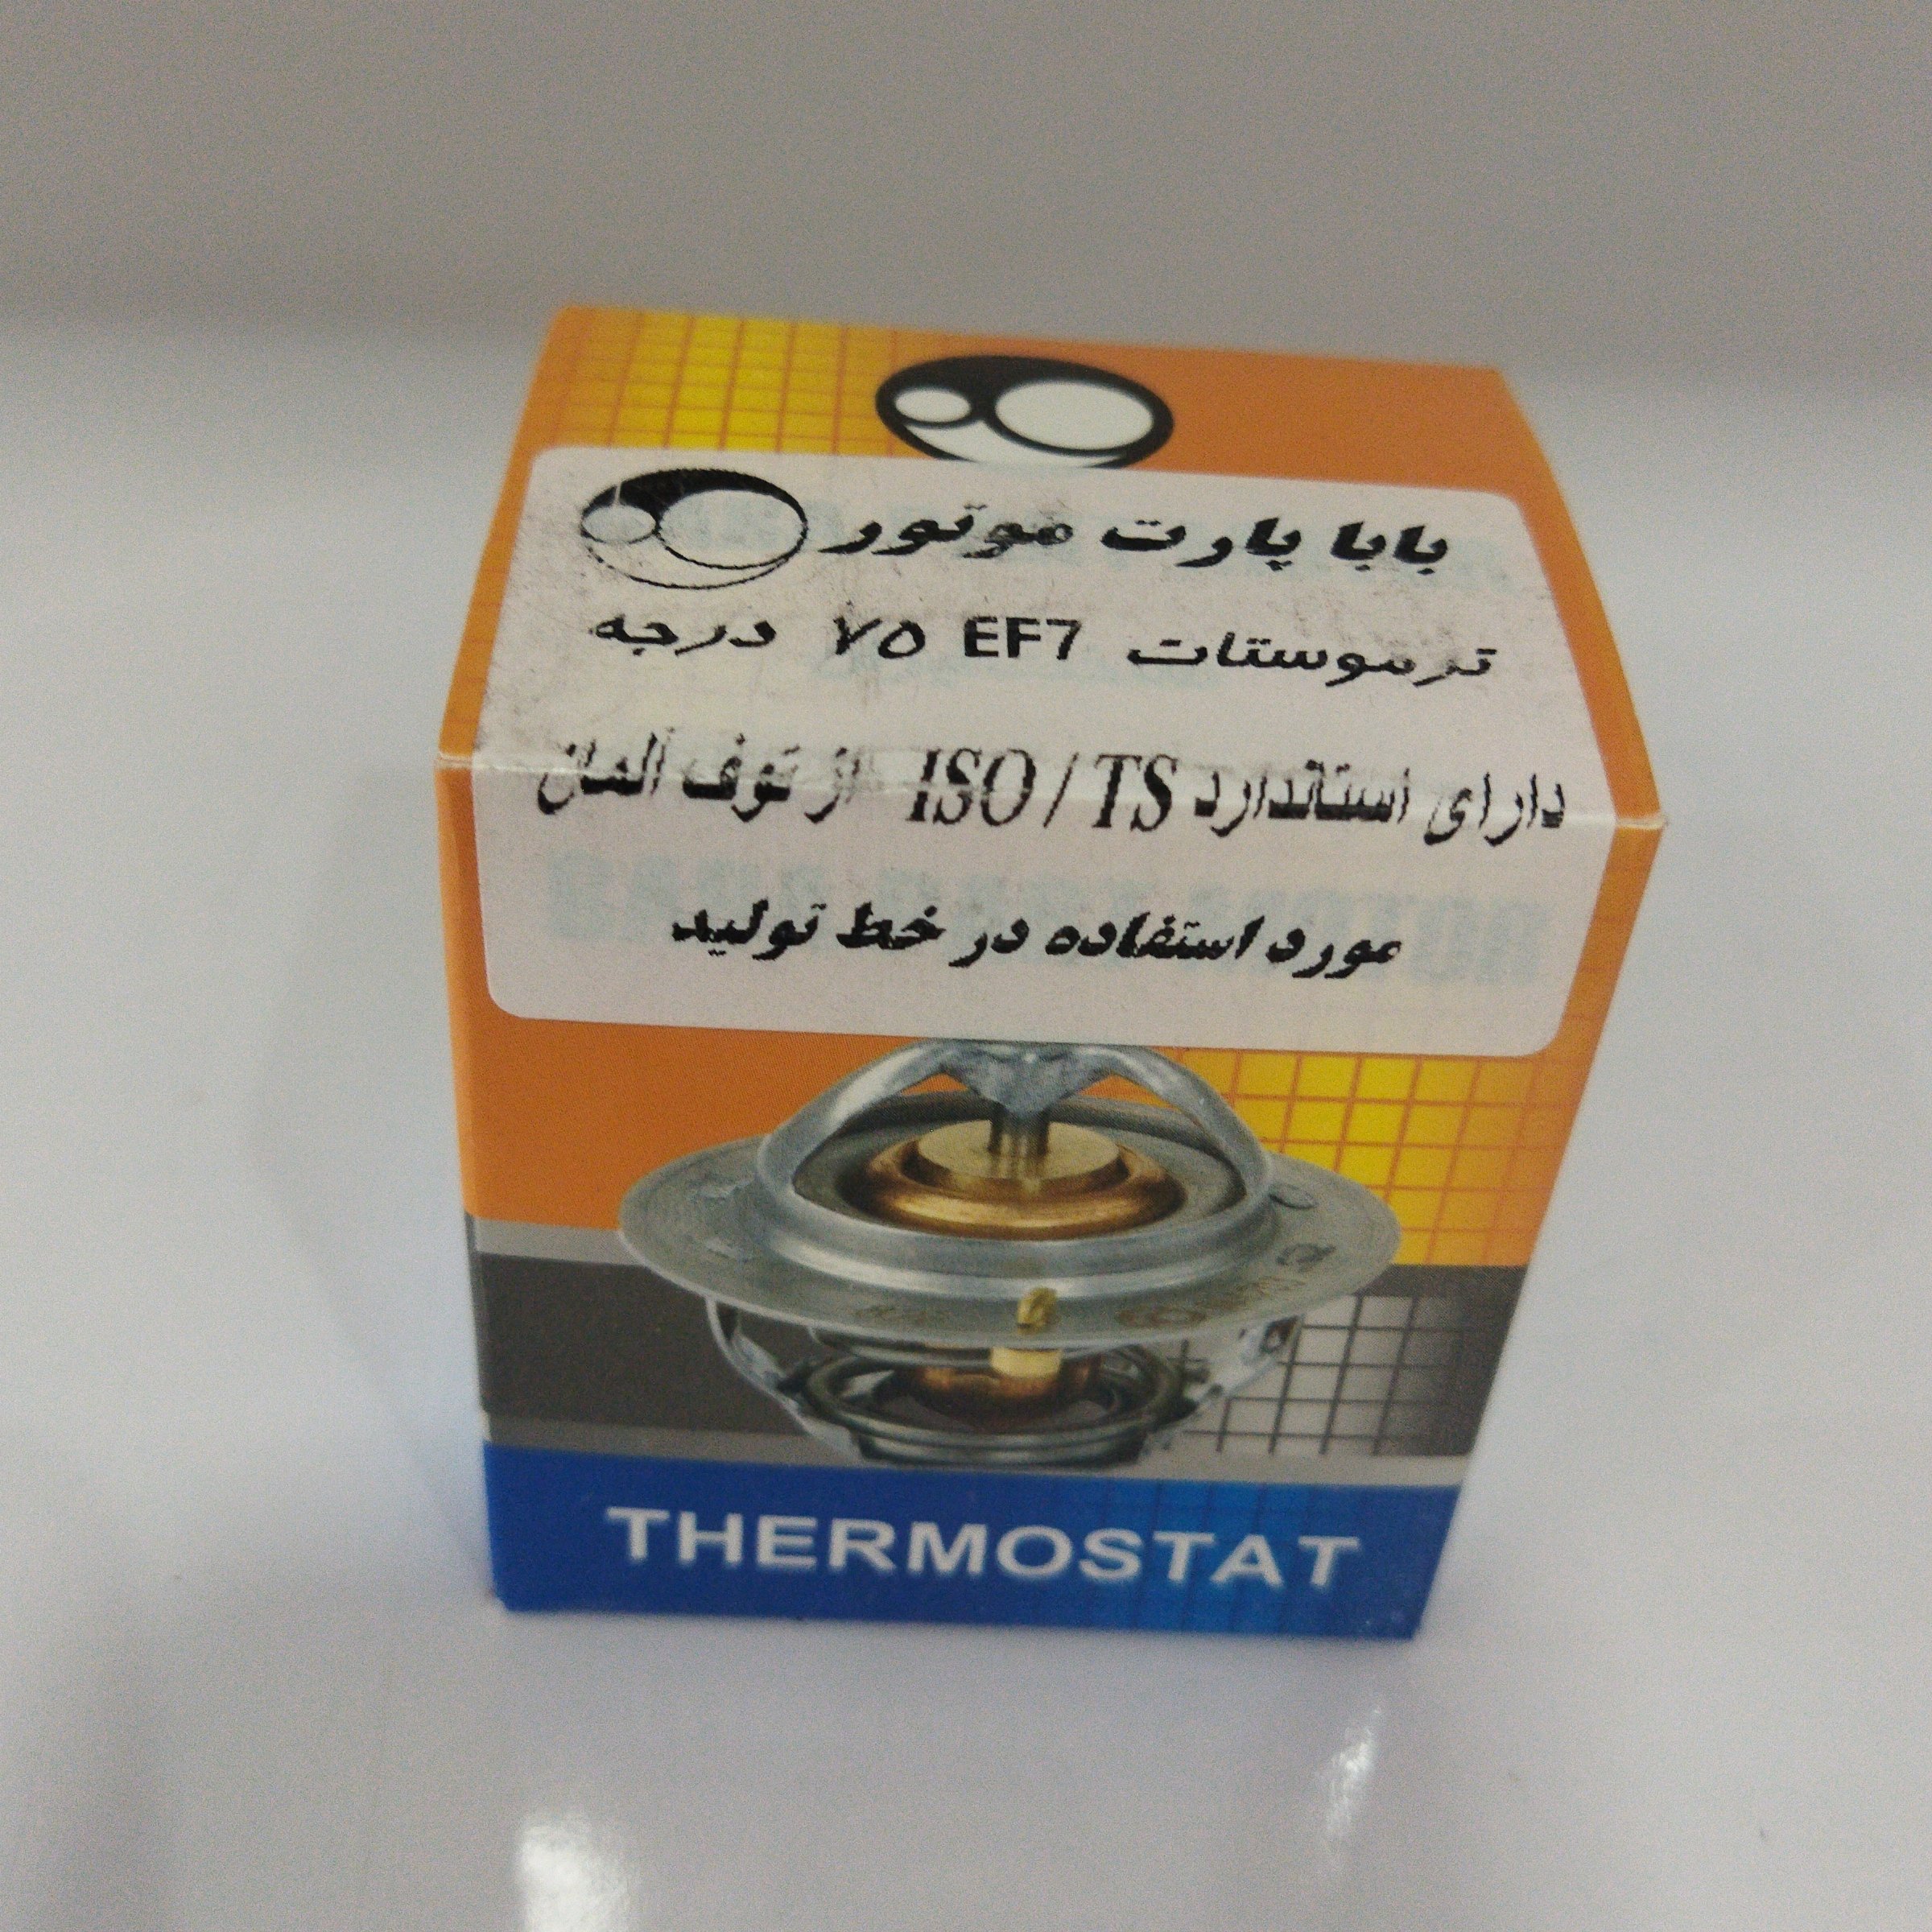 بابا پارت موتور
ترموستات EF7 ۷۵ درجه
دارای استاندارد ISO / TS از توف آلمان
مورد استفاده در خط تولید
THERMOSTAT